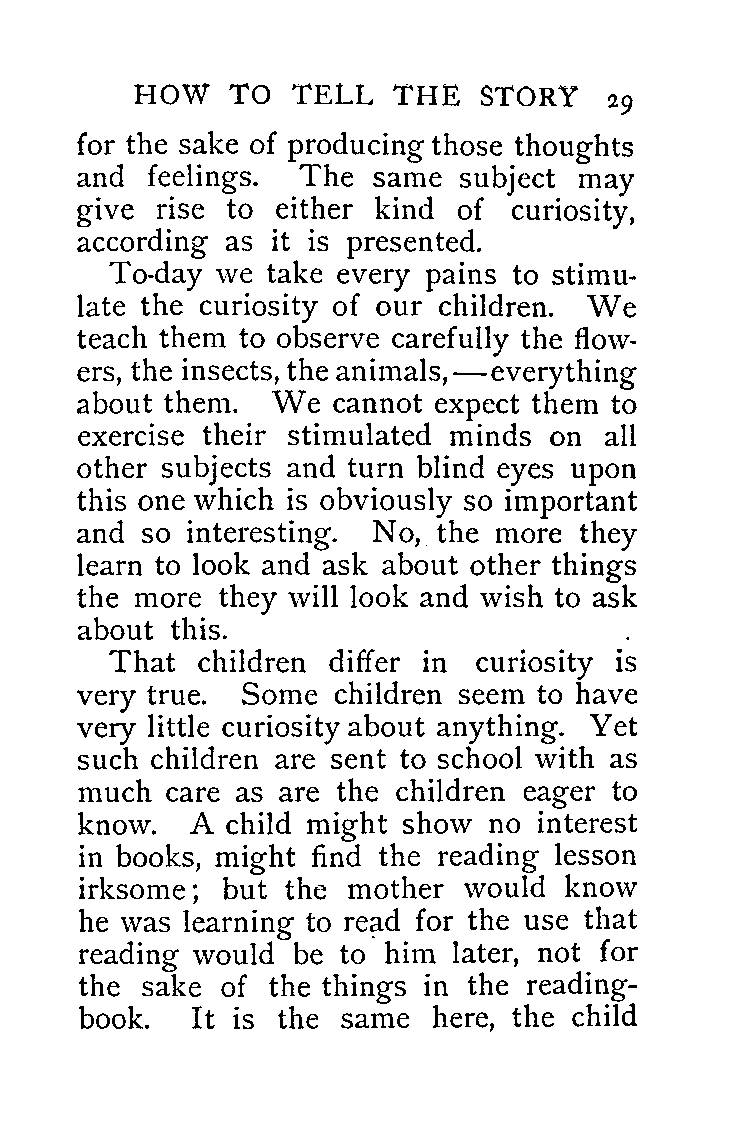 HOW TO TELL THE STORY 29
for the sake of producing those thoughts
and feelings. The same subject may
give rise to either kind of curiosity,
according as it is presented.
To-day we take every pains to stimu-
late the curiosity of our children. We
teach them to observe carefully the flow-
ers, the insects, the animals,—everything
about them. We cannot expect them to
exercise their stimulated minds on all
other subjects and turn blind eyes upon
this one which is obviously so important
and so interesting. No, the more they
learn to look and ask about other things
the more they will look and wish to ask
about this.
That children differ in curiosity is
very true. Some children seem to have
very little curiosity about anything. Yet
such children are sent to school with as
much care as are the children eager to
know. A child might show no interest
in books, might find the reading lesson
irksome; but the mother would know
he was learning to read for the use that
reading would be to him later, not for
the sake of the things in the reading-
book. It is the same here, the child